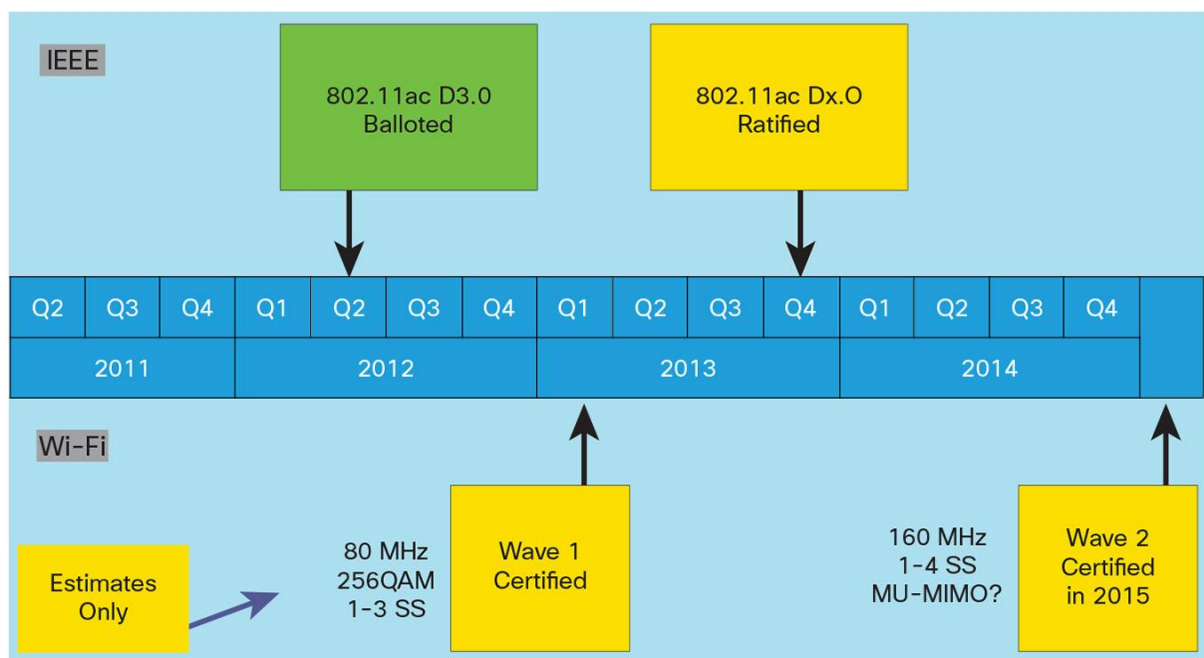 IEEE
802.11ac D3.0
Balloted
802.11ac Dx.O
Ratified
Q2 Q3 Q4 Q1 Q2 Q3 Q4 Q1 Q2 Q3 Q4 Q1 Q2 Q3 Q4
2011 2012 2013 2014
Wi-Fi
Estimates
Only
80 MHz
256QAM
1-3 SS
Wave 1
Certified
160 MHz
1-4 SS
MU-MIMO?
Wave 2
Certified
in 2015